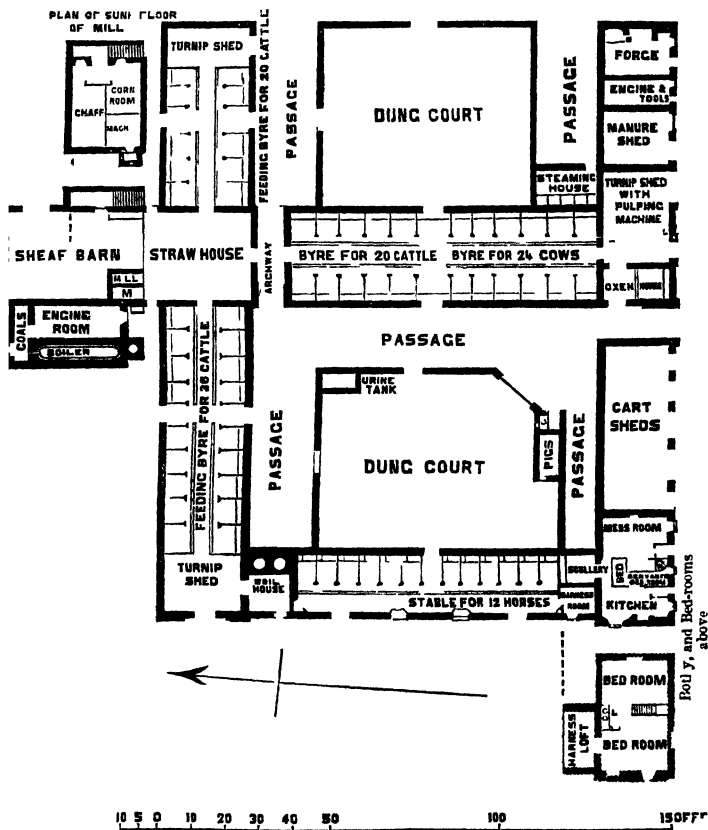 PLAN OF SUNK FLOOR
OF MILL
CHAFF
CORN
ROOM
MACH
TURNIP SHED
FEEDING BYRE FOR 20 CATTLE
PASSAGE
DUNG COURT
PASSAGE
FORGE
ENGINE &
TOOLS
MANURE
SHED
STEAMING
HOUSE
TURNIP SHED
WITH
PULPING
MACHINE
SHEAF BARN
STRAW HOUSE
ARCHWAY
BYRE FOR 20 CATTLE
BYRE FOR 24 COWS
MILL
M
OXEN
HOUSE
COALS
ENGINE
ROOM
BOILER
PASSAGE
FEEDING BYRE FOR 36 CATTLE
PASSAGE
URINE
TANK
DUNG COURT
C
PIGS
PASSAGE
CART
SHEDS
TURNIP
SHED
BOIL
HOUSE
STABLE FOR 12 HORSES
SCULLERY
HARNESS
ROOM
MESS ROOM
BED
KITCHEN
Botl y, and Bed-rooms
above
BED ROOM
HARNESS
LOFT
BED ROOM
10 5 0 10 20 30 40 50 100 150FFF